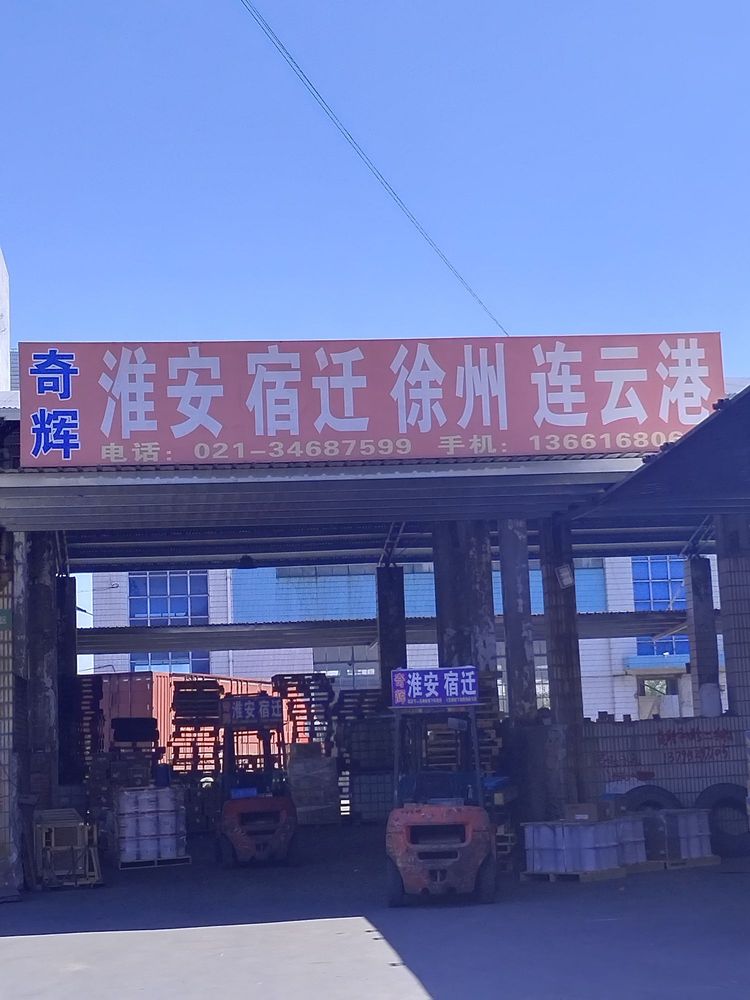 奇辉
淮安 宿迁 徐州 连云港
电话：021-34687599 手机：136616806
奇辉
淮安 宿迁
淮安 宿迁